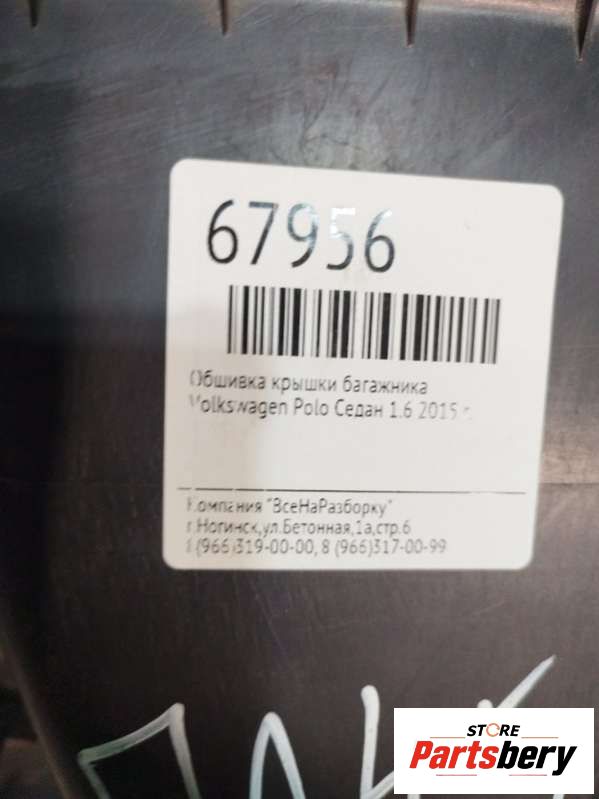 67956
Обшивка крышки багажника
Volkswagen Polo Седан 1.6 2015 г.
Компания "ВсеНаРазборку"
г.Ногинск,ул.Бетонная,1а,стр.6
8 (966)319-00-00, 8 (966)317-00-99
STORE
Partsbery